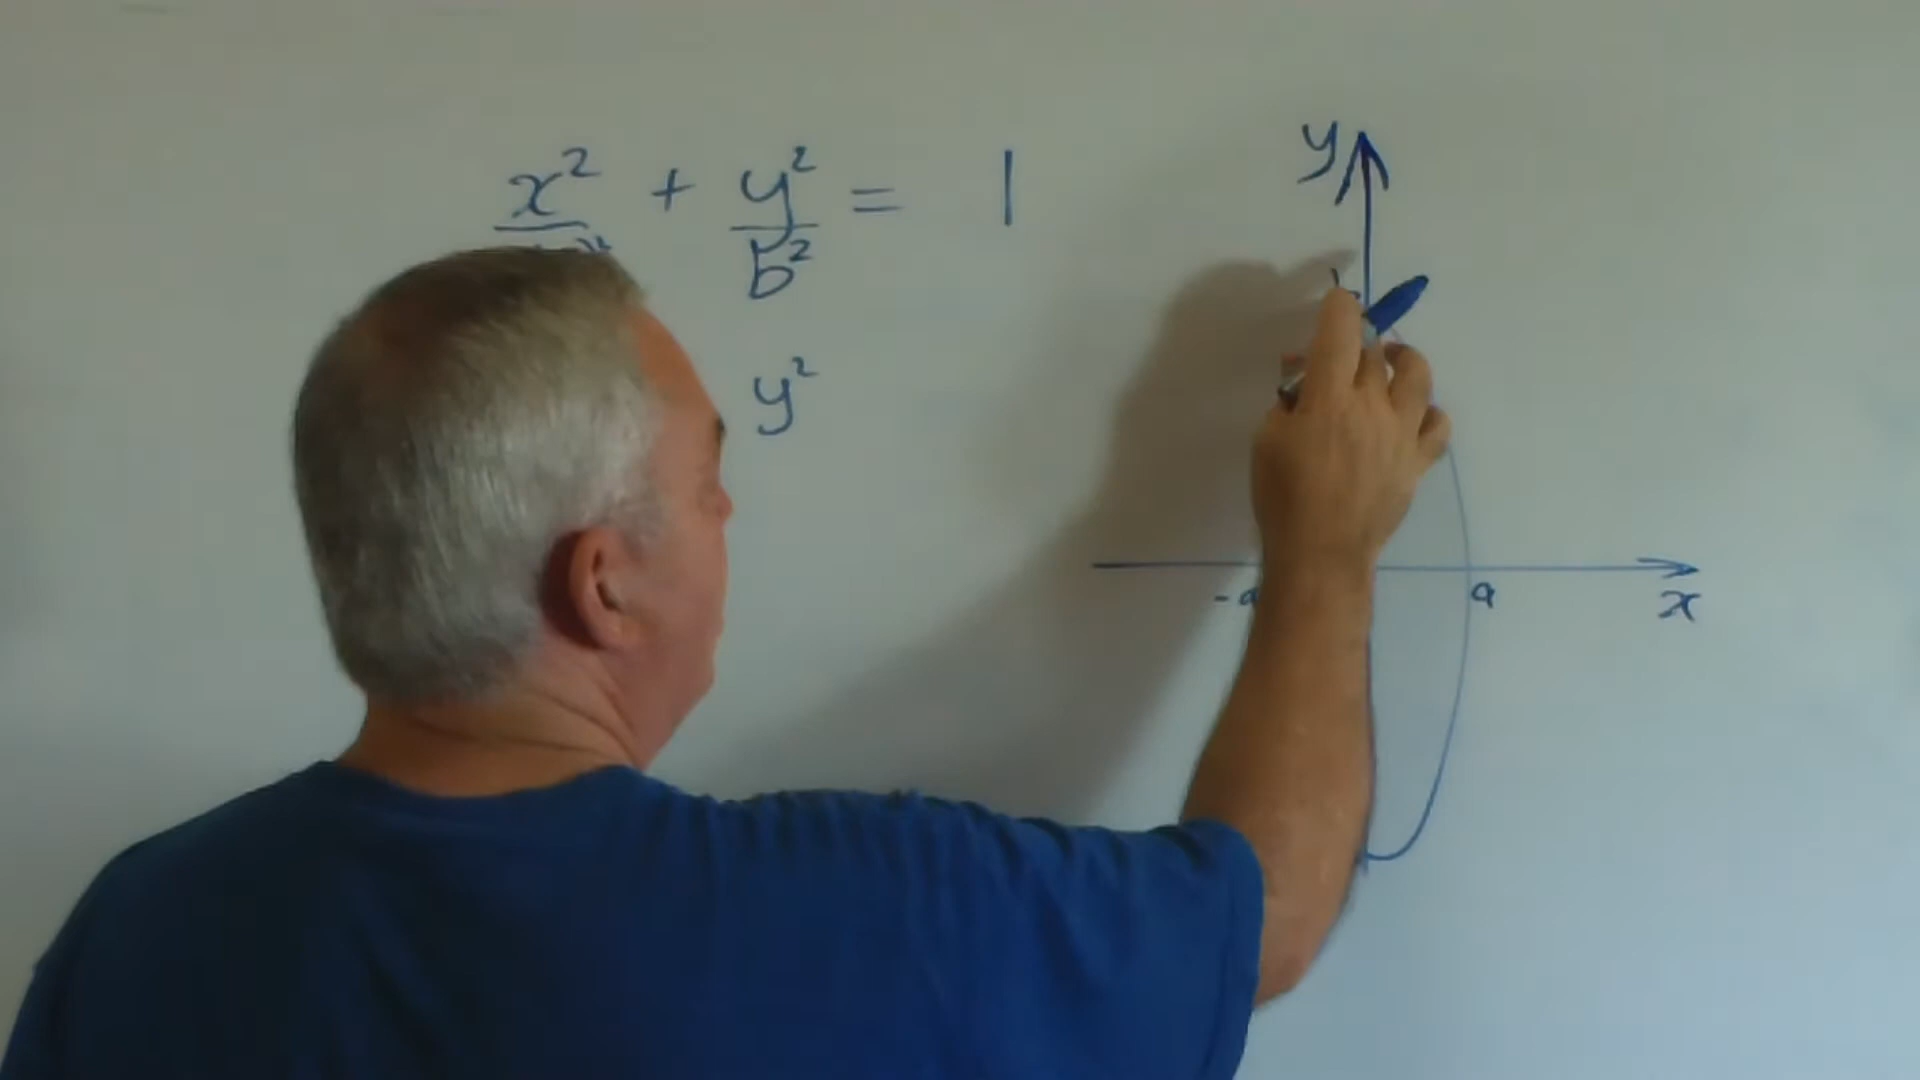 x² + y² = 1
b²
y²
y
-a a
x